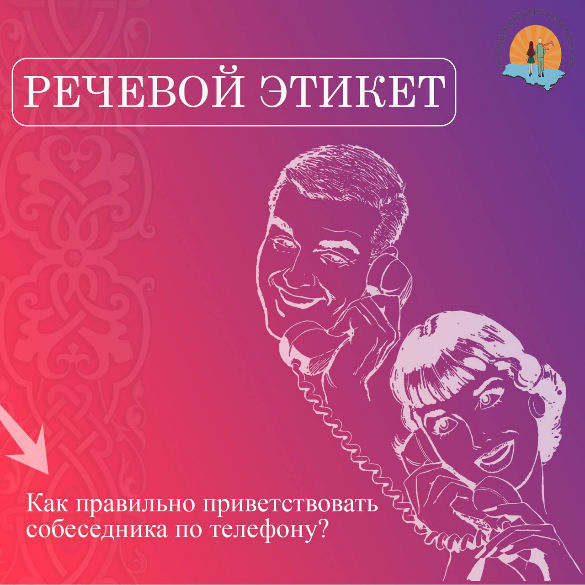 РЕЧЕВОЙ ЭТИКЕТ
Как правильно приветствовать
собеседника по телефону?